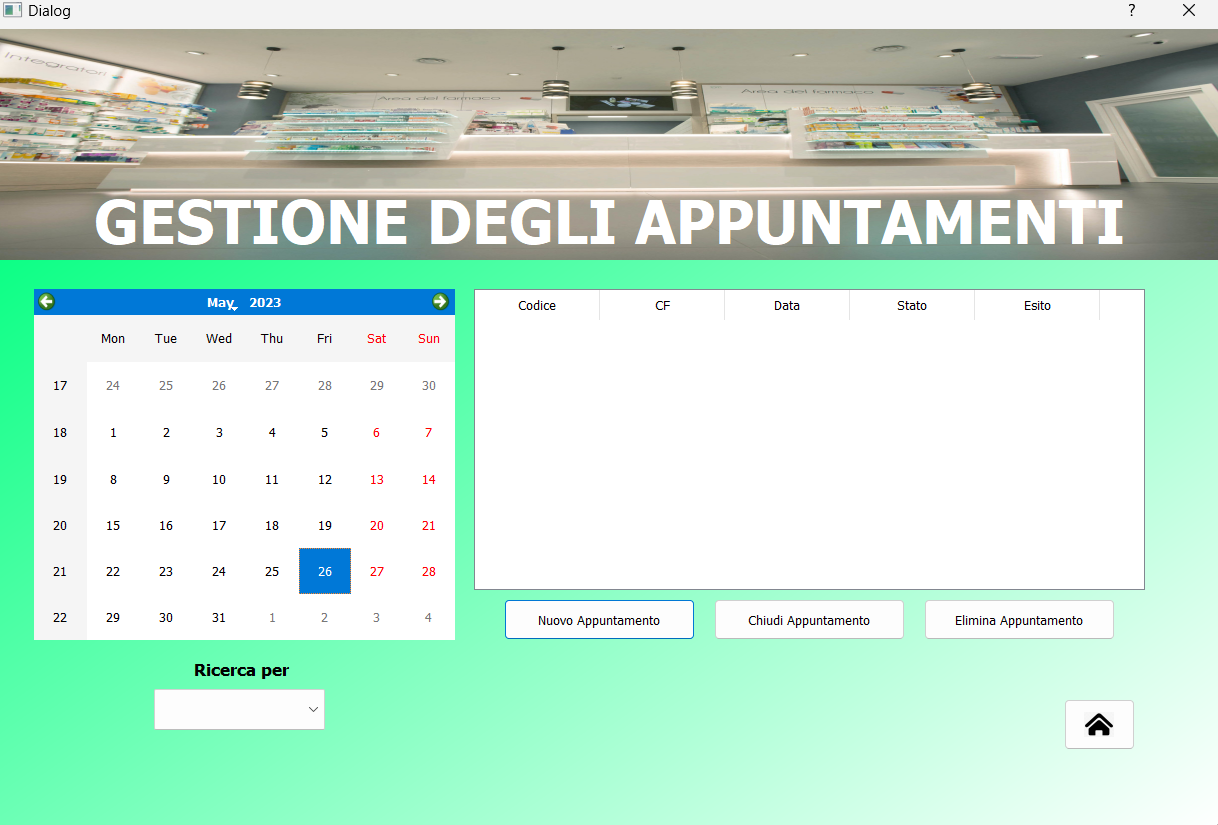 Dialog ?
Integratori
Area del farmaco
Area del farmaco
GESTIONE DEGLI APPUNTAMENTI
May 2023
Mon Tue Wed Thu Fri Sat Sun
17 24 25 26 27 28 29 30
18 1 2 3 4 5 6 7
19 8 9 10 11 12 13 14
20 15 16 17 18 19 20 21
21 22 23 24 25 26 27 28
22 29 30 31 1 2 3 4
Codice CF Data Stato Esito
Nuovo Appuntamento Chiudi Appuntamento Elimina Appuntamento
Ricerca per